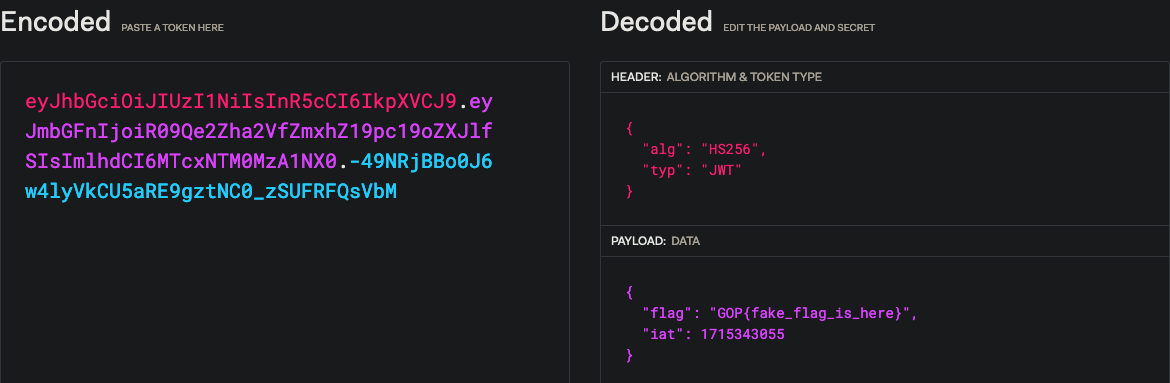 Encoded PASTE A TOKEN HERE
eyJhbGciOiJIUzI1NiIsInR5cCI6IkpXVCJ9.ey
JmbGFnIjoiR09Qe2Zha2VfZmxhZ19pc19oZXJlf
SIsImlhdCI6MTcxNTM0MzA1NX0.-49NRjBBo0J6
w4lyVkCU5aRE9gztNC0_zSUFRFQsVbM
Decoded EDIT THE PAYLOAD AND SECRET
HEADER: ALGORITHM & TOKEN TYPE
{
"alg": "HS256",
"typ": "JWT"
}
PAYLOAD: DATA
{
"flag": "GOP{fake_flag_is_here}",
"iat": 1715343055
}